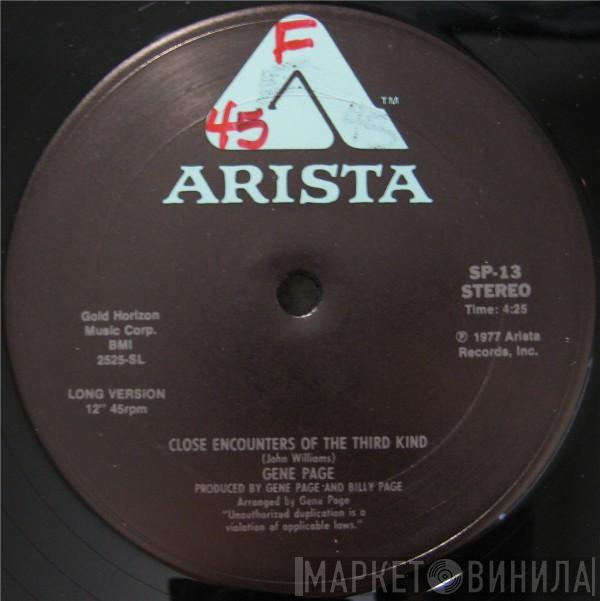 F
45
TM
ARISTA
SP-13
STEREO
Time: 4:25
Ⓟ 1977 Arista
Records, Inc.
Gold Horizon
Music Corp.
BMI
2525-SL
LONG VERSION
12" 45rpm
CLOSE ENCOUNTERS OF THE THIRD KIND
(John Williams)
GENE PAGE
PRODUCED BY GENE PAGE AND BILLY PAGE
Arranged by Gene Page
"Unauthorized duplication is a
violation of applicable laws."
МАРКЕТ ВИНИЛА